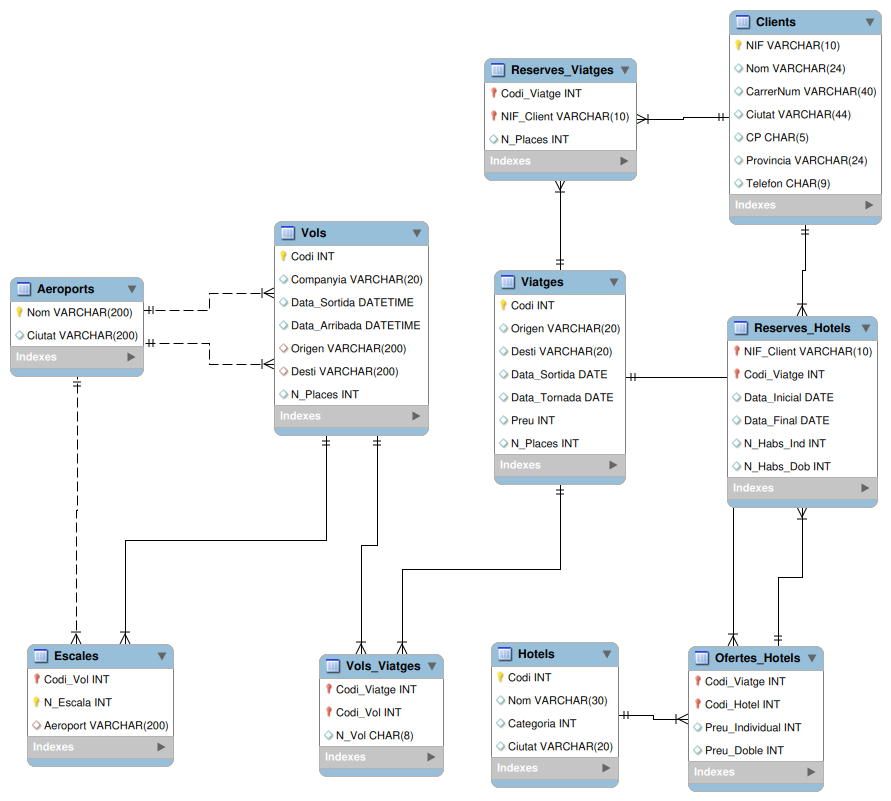 Clients
NIF VARCHAR(10)
Nom VARCHAR(24)
CarrerNum VARCHAR(40)
Ciutat VARCHAR(44)
CP CHAR(5)
Provincia VARCHAR(24)
Telefon CHAR(9)
Indexes
Reserves_Viatges
Codi_Viatge INT
NIF_Client VARCHAR(10)
N_Places INT
Indexes
Vols
Codi INT
Companyia VARCHAR(20)
Data_Sortida DATETIME
Data_Arribada DATETIME
Origen VARCHAR(200)
Desti VARCHAR(200)
N_Places INT
Indexes
Aeroports
Nom VARCHAR(200)
Ciutat VARCHAR(200)
Indexes
Viatges
Codi INT
Origen VARCHAR(20)
Desti VARCHAR(20)
Data_Sortida DATE
Data_Tornada DATE
Preu INT
N_Places INT
Indexes
Reserves_Hotels
NIF_Client VARCHAR(10)
Codi_Viatge INT
Data_Inicial DATE
Data_Final DATE
N_Habs_Ind INT
N_Habs_Dob INT
Indexes
Escales
Codi_Vol INT
N_Escala INT
Aeroport VARCHAR(200)
Indexes
Vols_Viatges
Codi_Viatge INT
Codi_Vol INT
N_Vol CHAR(8)
Indexes
Hotels
Codi INT
Nom VARCHAR(30)
Categoria INT
Ciutat VARCHAR(20)
Indexes
Ofertes_Hotels
Codi_Viatge INT
Codi_Hotel INT
Preu_Individual INT
Preu_Doble INT
Indexes